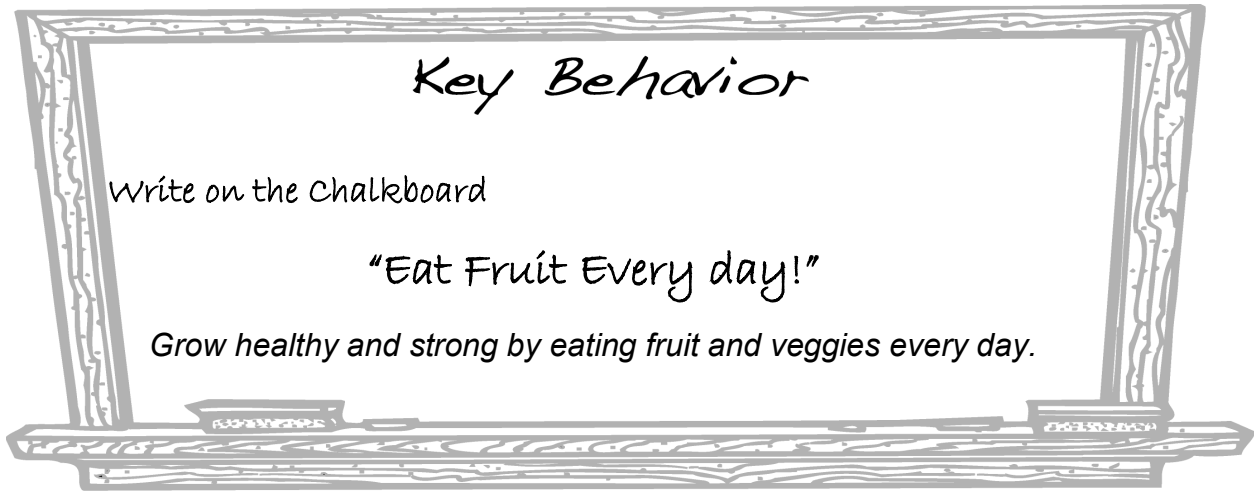 Key Behavior
Write on the Chalkboard
“Eat Fruit Every day!”
Grow healthy and strong by eating fruit and veggies every day.